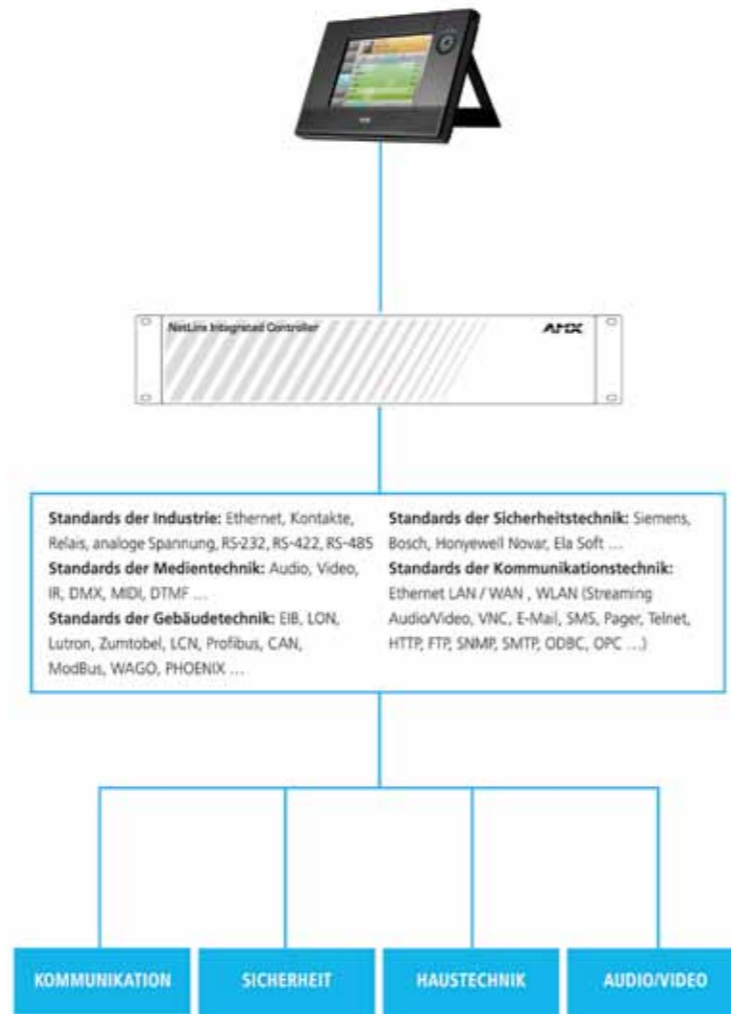 NetLinx Integrated Controller
AMX
Standards der Industrie: Ethernet, Kontakte,
Relais, analoge Spannung, RS-232, RS-422, RS-485
Standards der Medientechnik: Audio, Video,
IR, DMX, MIDI, DTMF ...
Standards der Gebäudetechnik: EIB, LON,
Lutron, Zumtobel, LCN, Profibus, CAN,
ModBus, WAGO, PHOENIX ...
Standards der Sicherheitstechnik: Siemens,
Bosch, Honyewell Novar, Ela Soft ...
Standards der Kommunikationstechnik:
Ethernet LAN / WAN , WLAN (Streaming
Audio/Video, VNC, E-Mail, SMS, Pager, Telnet,
HTTP, FTP, SNMP, SMTP, ODBC, OPC ...)
KOMMUNIKATION
SICHERHEIT
HAUSTECHNIK
AUDIO/VIDEO